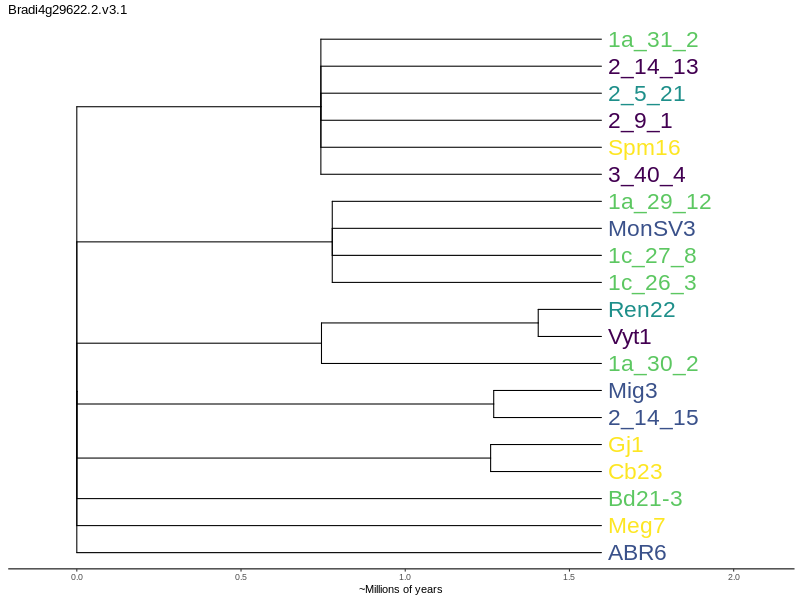 Bradi4g29622.2.v3.1
1a_31_2
2_14_13
2_5_21
2_9_1
Spm16
3_40_4
1a_29_12
MonSV3
1c_27_8
1c_26_3
Ren22
Vyt1
1a_30_2
Mig3
2_14_15
Gj1
Cb23
Bd21-3
Meg7
ABR6
0.0 0.5 1.0 1.5 2.0
~Millions of years